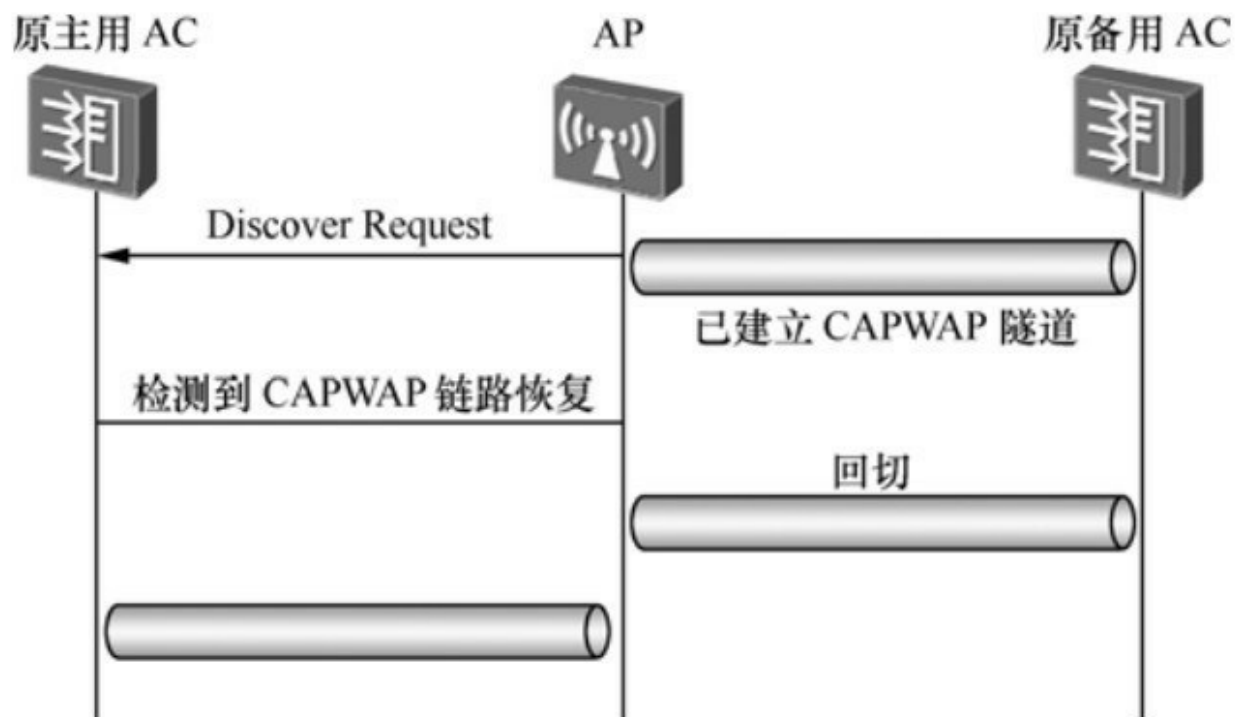 原主用 AC
AP
原备用 AC
Discover Request
已建立 CAPWAP 隧道
检测到 CAPWAP 链路恢复
回切